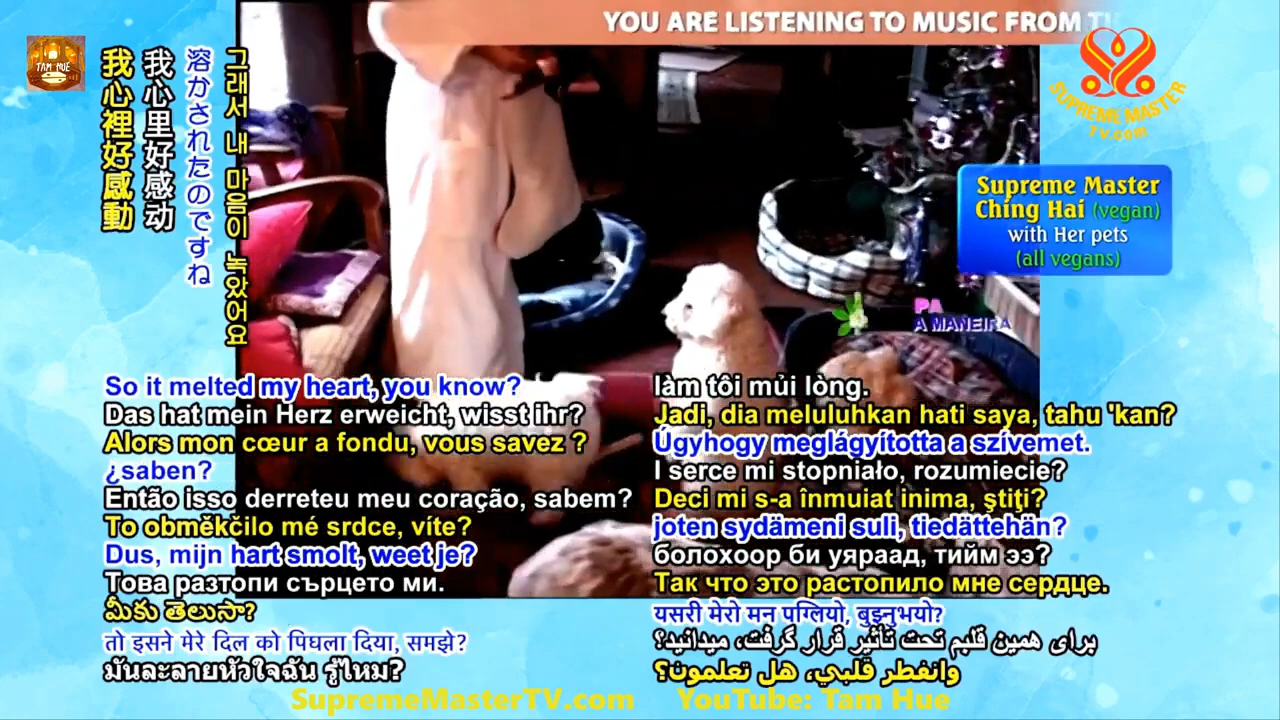 YOU ARE LISTENING TO MUSIC FROM
TAM HUE
SUPREME MASTER
TV.com
我心裡好感動
我心里好感动
溶かされたのですね
그래서 내 마음이 녹았어요
Supreme Master
Ching Hai (vegan)
with Her pets
(all vegans)
PA
A MANEIRA
So it melted my heart, you know?
Das hat mein Herz erweicht, wisst ihr?
Alors mon cœur a fondu, vous savez ?
¿saben?
Então isso derreteu meu coração, sabem?
To obměkčilo mé srdce, víte?
Dus, mijn hart smolt, weet je?
Това разтопи сърцето ми.
మీకు తెలుసా?
तो इसने मेरे दिल को पिघला दिया, समझे?
มันละลายหัวใจฉัน รู้ไหม?
làm tôi mủi lòng.
Jadi, dia meluluhkan hati saya, tahu 'kan?
Úgyhogy meglágyította a szívemet.
I serce mi stopniało, rozumiecie?
Deci mi s-a înmuiat inima, ştiţi?
joten sydämeni suli, tiedättehän?
болохоор би уяраад, тийм ээ?
Так что это растопило мне сердце.
यसरी मेरो मन पग्लियो, बुझ्नुभयो?
برای همین قلبم تحت تأثیر قرار گرفت، میدانید؟
وانفطر قلبي، هل تعلمون؟
SupremeMasterTV.com
YouTube: Tam Hue